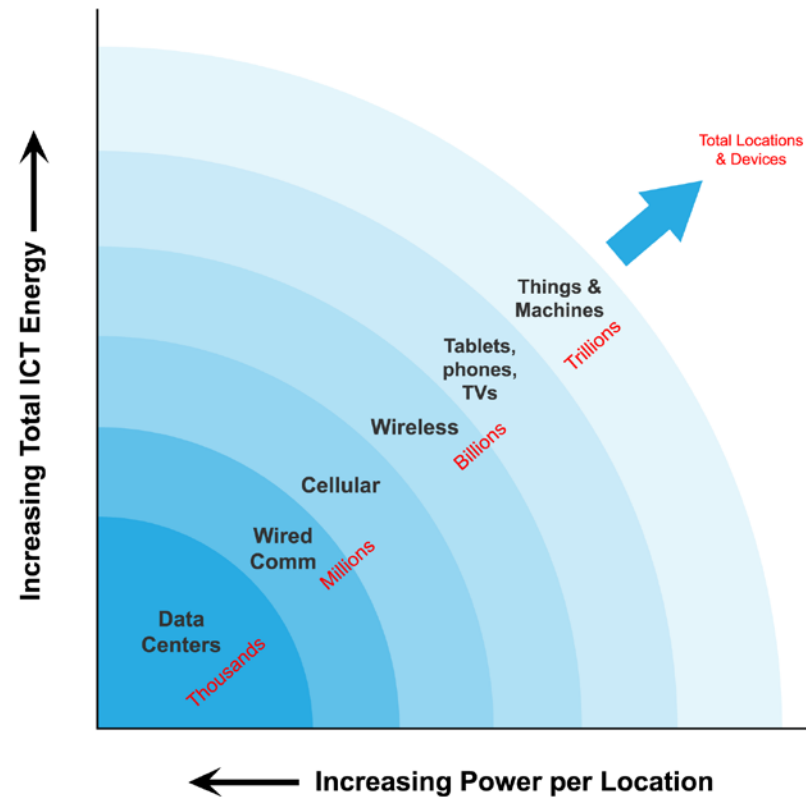 Total Locations
& Devices
Increasing Total ICT Energy
Things &
Machines
Trillions
Tablets,
phones,
TVs
Wireless
Billions
Cellular
Wired
Comm
Millions
Data
Centers
Thousands
Increasing Power per Location